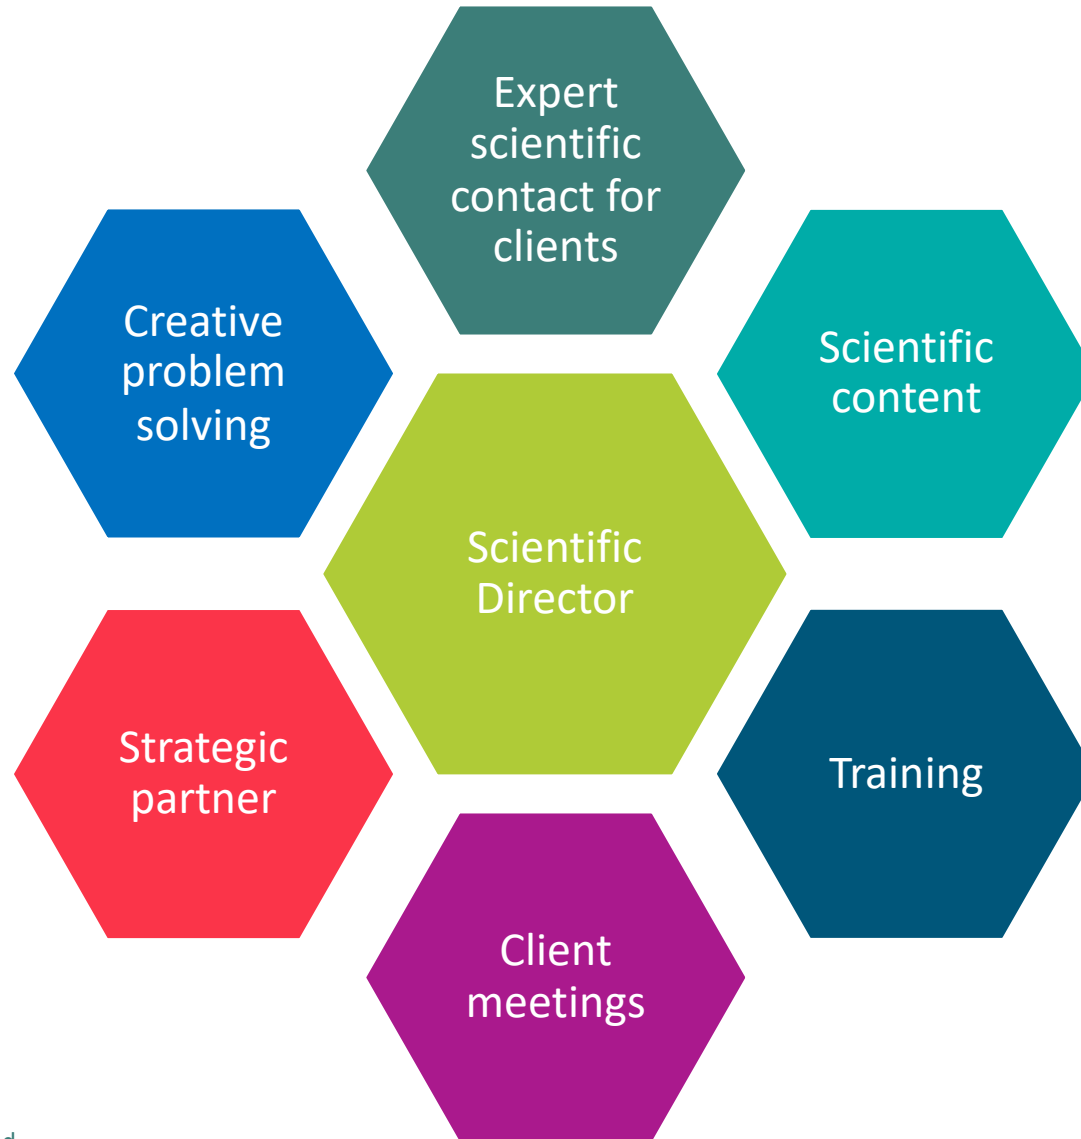 Expert
scientific
contact for
clients
Creative
problem
solving
Scientific
content
Scientific
Director
Strategic
partner
Training
Client
meetings